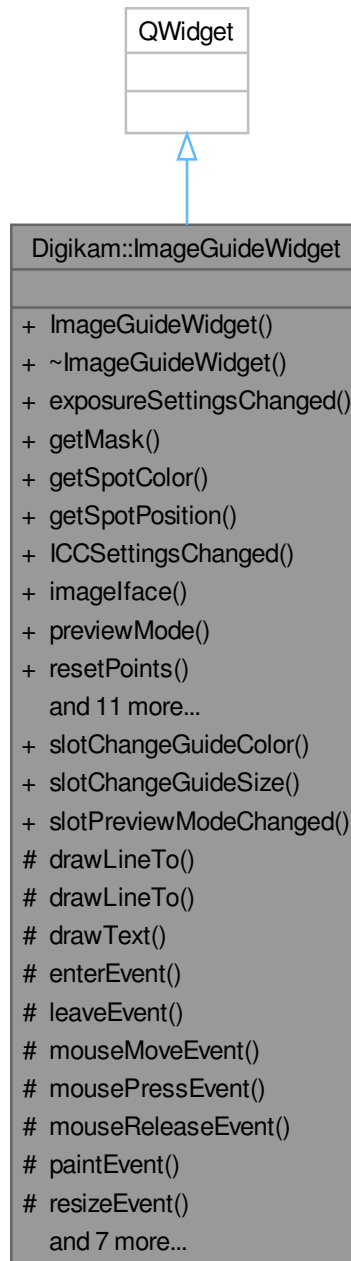 QWidget
Digikam::ImageGuideWidget
+ ImageGuideWidget()
+ ~ImageGuideWidget()
+ exposureSettingsChanged()
+ getMask()
+ getSpotColor()
+ getSpotPosition()
+ ICCSettingsChanged()
+ imageIface()
+ previewMode()
+ resetPoints()
and 11 more...
+ slotChangeGuideColor()
+ slotChangeGuideSize()
+ slotPreviewModeChanged()
# drawLineTo()
# drawLineTo()
# drawText()
# enterEvent()
# leaveEvent()
# mouseMoveEvent()
# mousePressEvent()
# mouseReleaseEvent()
# paintEvent()
# resizeEvent()
and 7 more...